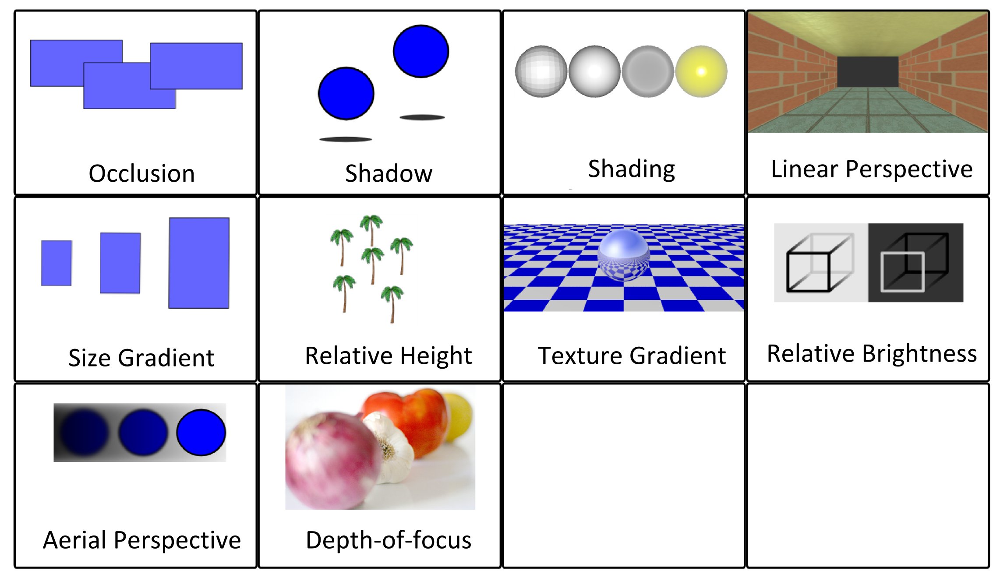 Occlusion
Shadow
Shading
Linear Perspective
Size Gradient
Relative Height
Texture Gradient
Relative Brightness
Aerial Perspective
Depth-of-focus